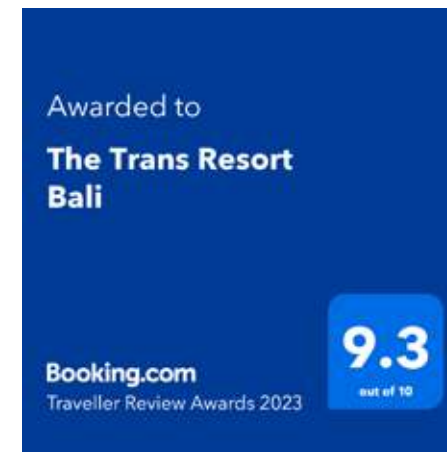 Awarded to
The Trans Resort
Bali
9.3
out of 10
Booking.com
Traveller Review Awards 2023